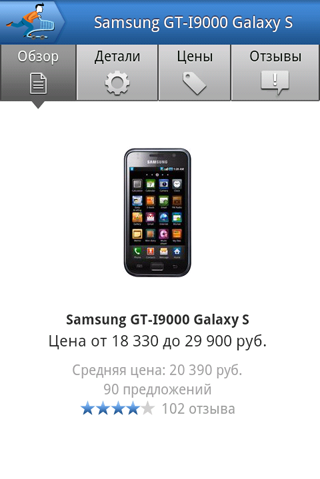 Samsung GT-I9000 Galaxy S
Обзор
Детали
Цены
Отзывы
SAMSUNG
Samsung GT-I9000 Galaxy S
Цена от 18 330 до 29 900 руб.
Средняя цена: 20 390 руб.
90 предложений
102 отзыва